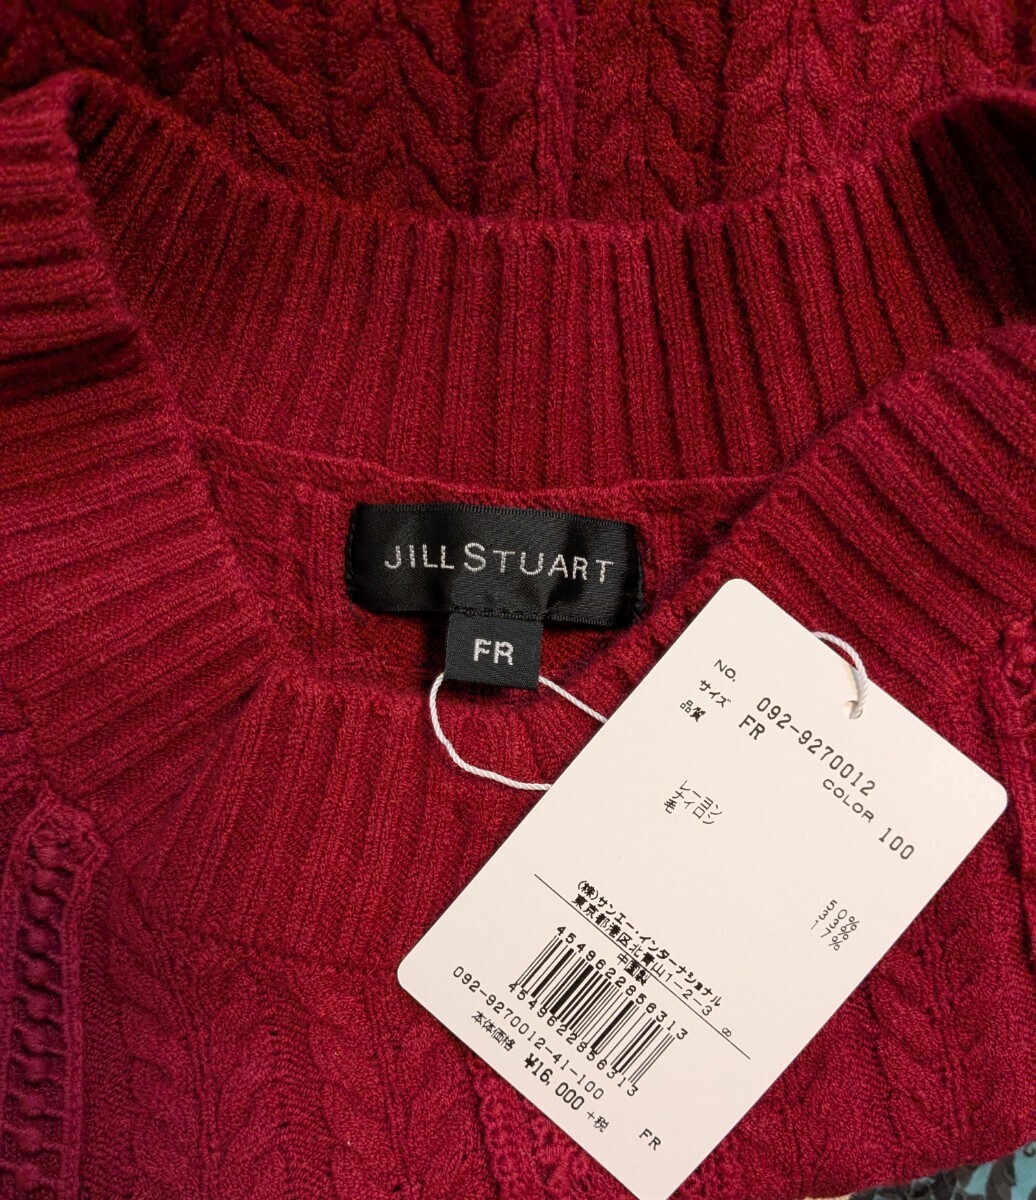 JILL STUART
FR
NO. 092-9270012
サイズ FR COLOR 100
品質
レーヨン 50%
ナイロン 33%
毛 17%
(株)サンエー・インターナショナル
東京都港区北青山1-2-3
中国製
4549622856313
4549622856313
092-9270012-41-100
本体価格 ¥16,000 +税
FR